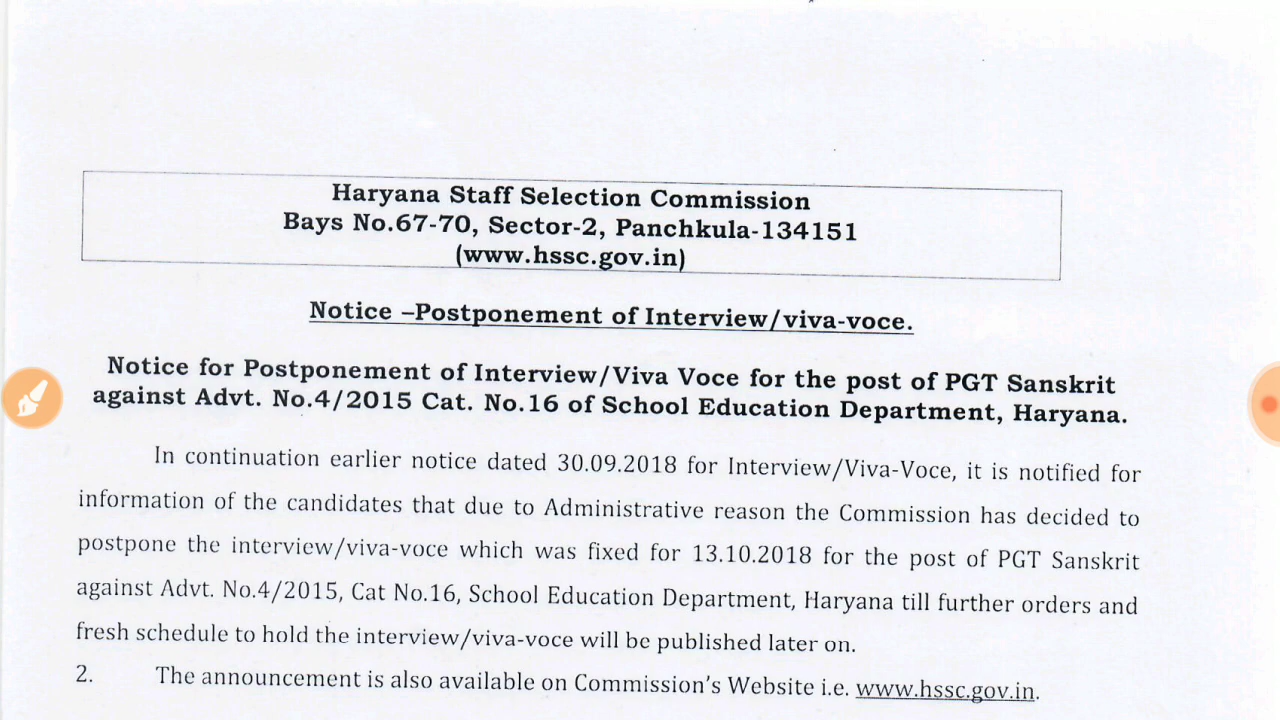 Haryana Staff Selection Commission
Bays No.67-70, Sector-2, Panchkula-134151
(www.hssc.gov.in)
Notice –Postponement of Interview/viva-voce.
Notice for Postponement of Interview/Viva Voce for the post of PGT Sanskrit
against Advt. No.4/2015 Cat. No.16 of School Education Department, Haryana.
In continuation earlier notice dated 30.09.2018 for Interview/Viva-Voce, it is notified for
information of the candidates that due to Administrative reason the Commission has decided to
postpone the interview/viva-voce which was fixed for 13.10.2018 for the post of PGT Sanskrit
against Advt. No.4/2015, Cat No.16, School Education Department, Haryana till further orders and
fresh schedule to hold the interview/viva-voce will be published later on.
2. The announcement is also available on Commission's Website i.e. www.hssc.gov.in.